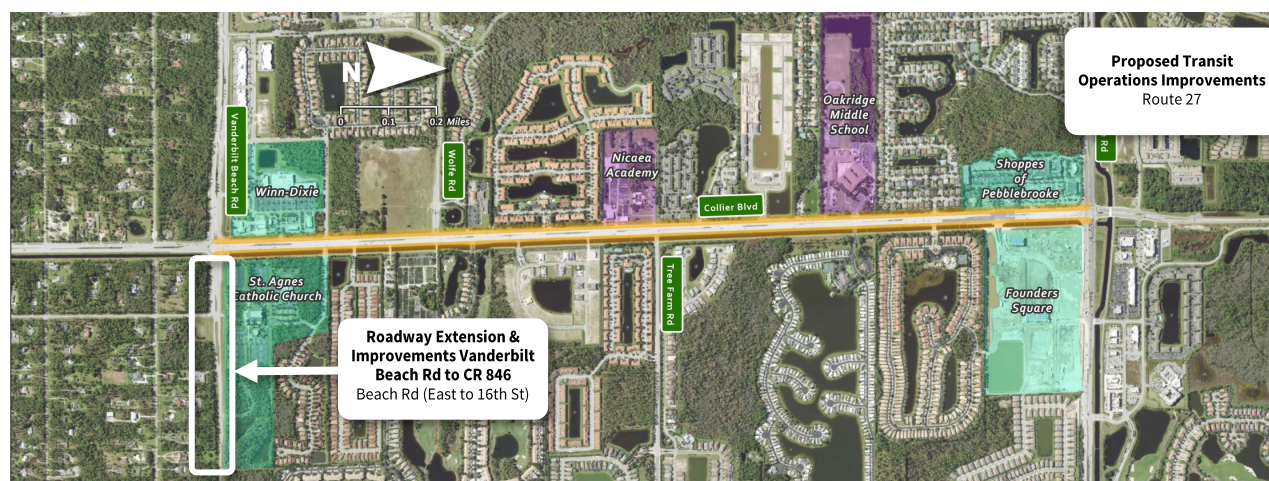 Proposed Transit
Operations Improvements
Route 27
N
0 0.1 0.2 Miles
Vanderbilt Beach Rd
Winn-Dixie
Wolfe Rd
Nicaea
Academy
Oakridge
Middle
School
Collier Blvd
Shoppes
of
Pebblebrooke
Rd
St. Agnes
Catholic Church
Tree Farm Rd
Founders
Square
Roadway Extension &
Improvements Vanderbilt
Beach Rd to CR 846
Beach Rd (East to 16th St)